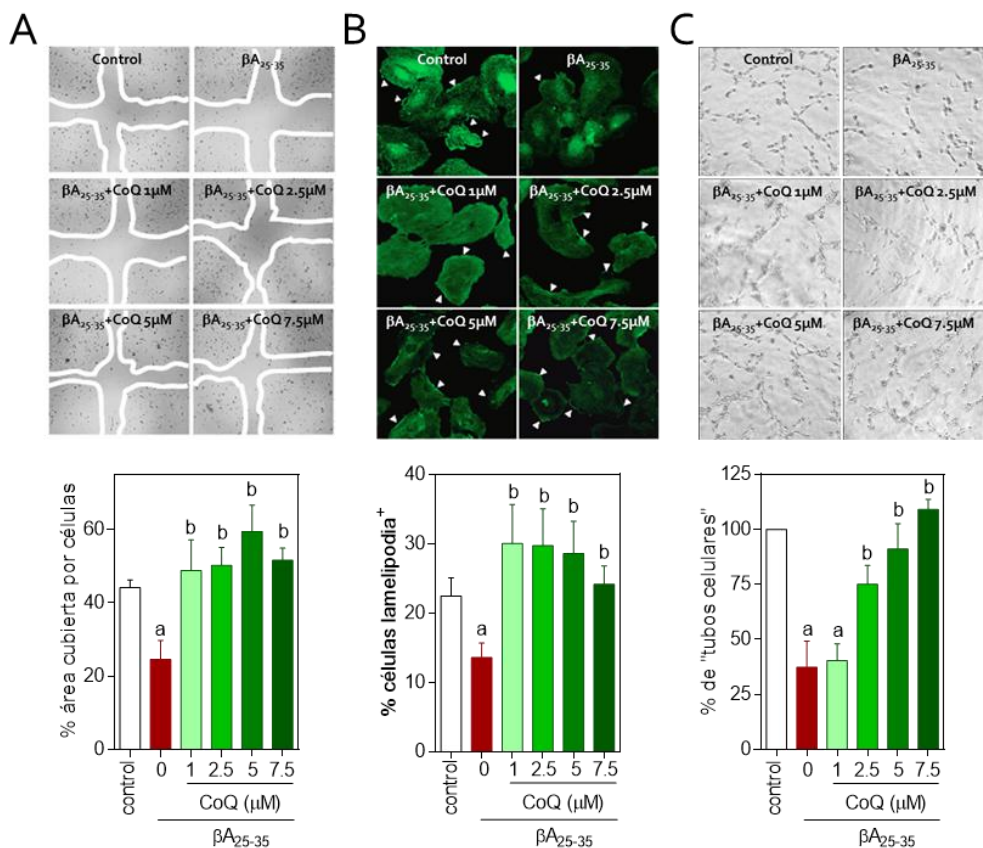 A B C
Control βA25-35 Control βA25-35 Control βA25-35
βA25-35+CoQ 1µM βA25-35+CoQ 2.5µM βA25-35+CoQ 1µM βA25-35+CoQ 2.5µM βA25-35+CoQ 1µM βA25-35+CoQ 2.5µM
βA25-35+CoQ 5µM βA25-35+CoQ 7.5µM βA25-35+CoQ 5µM βA25-35+CoQ 7.5µM βA25-35+CoQ 5µM βA25-35+CoQ 7.5µM
% área cubierta por células
60
40
20
0
a b b b b
control 0 1 2.5 5 7.5
CoQ (µM)
βA25-35
% células lamelipodia+
40
30
20
10
0
a b b b b
control 0 1 2.5 5 7.5
CoQ (µM)
βA25-35
% de "tubos celulares"
125
100
75
50
25
0
a a b b b
control 0 1 2.5 5 7.5
CoQ (µM)
βA25-35